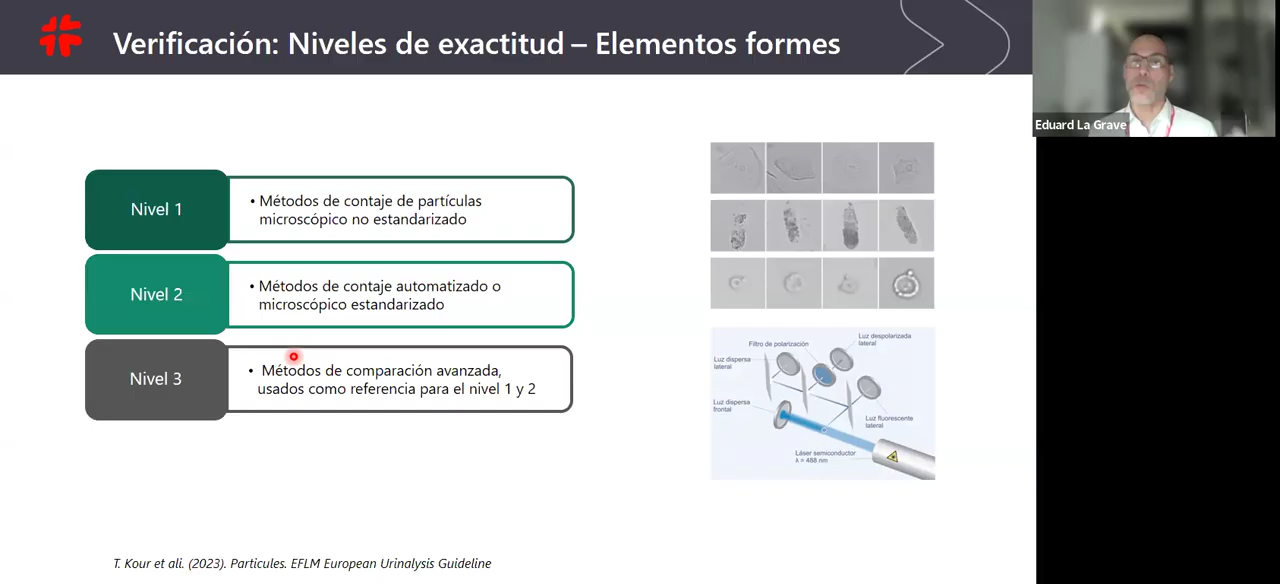 Verificación: Niveles de exactitud – Elementos formes
Eduard La Grave
Nivel 1
• Métodos de contaje de partículas
microscópico no estandarizado
Nivel 2
• Métodos de contaje automatizado o
microscópico estandarizado
Nivel 3
• Métodos de comparación avanzada,
usados como referencia para el nivel 1 y 2
Luz despolarizada
lateral
Filtro de polarización
Luz dispersa
lateral
Luz dispersa
frontal
Luz fluorescente
lateral
Láser semiconductor
λ = 488 nm
T. Kour et ali. (2023). Particules. EFLM European Urinalysis Guideline